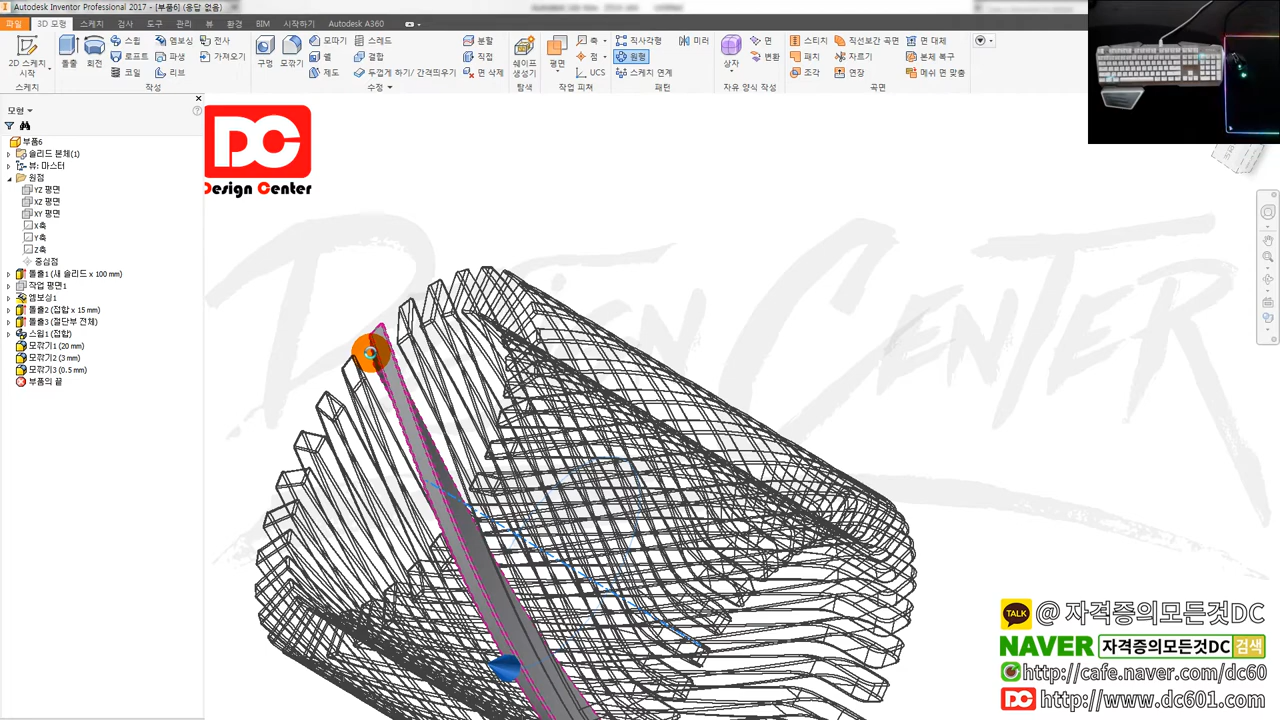 Autodesk Inventor Professional 2017 - [부품6] (응답 없음)
파일 3D 모형 스케치 검사 도구 관리 뷰 환경 BIM 시작하기 Autodesk A360
스윕 엠보싱 전사 모따기 스레드 분할 축 직사각형 미러 면 스티치 직선보간 곡면 면 대체
2D 스케치 시작 돌출 회전 로프트 파생 가져오기 구멍 모깎기 쉘 결합 직접 쉐이프 생성기 평면 점 원형 상자 변환 패치 자르기 본체 복구
코일 리브 제도 두껍게 하기/ 간격띄우기 면 삭제 UCS 스케치 연계 조각 연장 메쉬 면 맞춤
스케치 작성 수정 탐색 작업 피쳐 패턴 자유 양식 작성 곡면
모형
부품6
솔리드 본체(1)
뷰: 마스터
원점
YZ 평면
XZ 평면
XY 평면
X축
Y축
Z축
중심점
돌출1 (새 솔리드 x 100 mm)
작업 평면1
엠보싱1
돌출2 (접합 x 15 mm)
돌출3 (절단부 전체)
스윕1 (접합)
모깎기1 (20 mm)
모깎기2 (3 mm)
모깎기3 (0.5 mm)
부품의 끝
DC
Design Center
DESIGN CENTER
TALK @ 자격증의모든것DC
NAVER 자격증의모든것DC 검색
http://cafe.naver.com/dc60
DC http://www.dc601.com